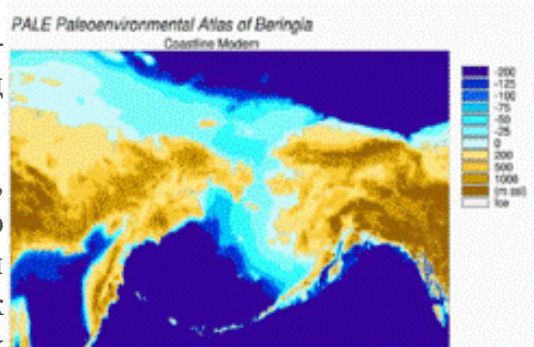 PALE Paleoenvironmental Atlas of Beringia
Coastline Modern
-200
-125
-100
-75
-50
-25
0
200
500
1000
(m asl)
Ice